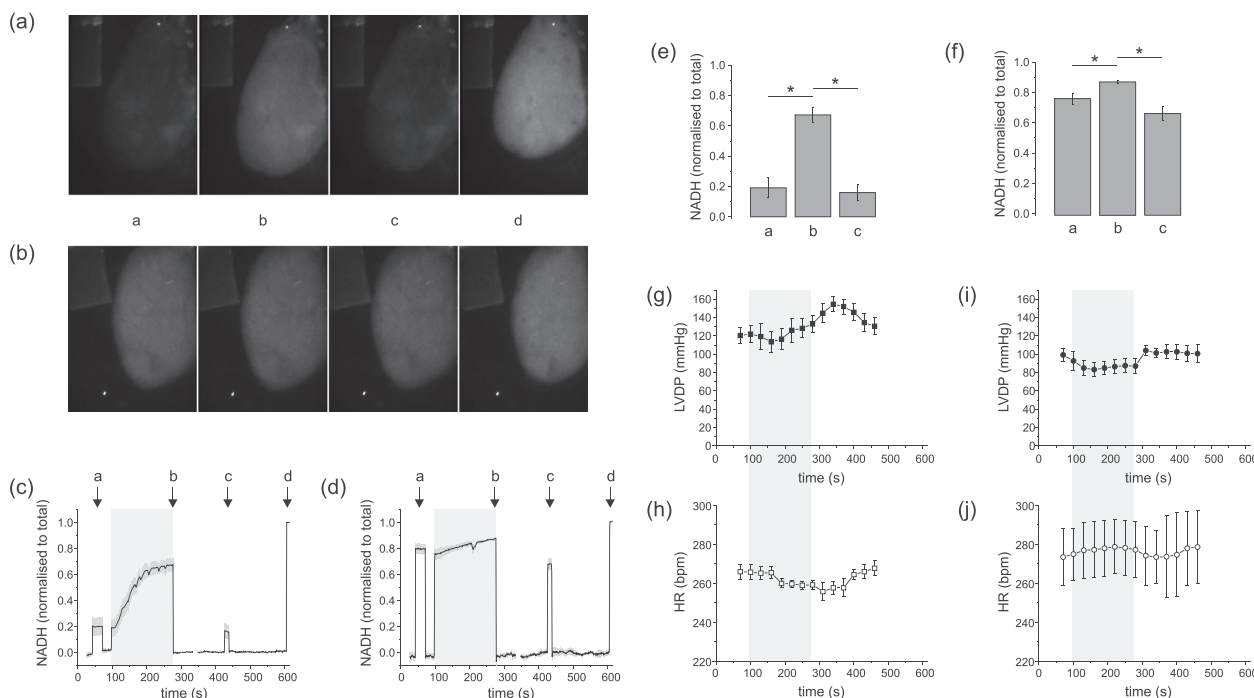 (a)
a b c d
(b)
(c)
a b c d
NADH (normalised to total)
1.0
0.8
0.6
0.4
0.2
0.0
0 100 200 300 400 500 600
time (s)
(d)
a b c d
NADH (normalised to total)
1.0
0.8
0.6
0.4
0.2
0.0
0 100 200 300 400 500 600
time (s)
(e)
NADH (normalised to total)
1.0
0.8
0.6
0.4
0.2
0.0
* *
a b c
(f)
NADH (normalised to total)
1.0
0.8
0.6
0.4
0.2
0.0
* *
a b c
(g)
LVDP (mmHg)
160
140
120
100
80
60
40
20
0
0 100 200 300 400 500 600
time (s)
(i)
LVDP (mmHg)
160
140
120
100
80
60
40
20
0
0 100 200 300 400 500 600
time (s)
(h)
HR (bpm)
300
280
260
240
220
0 100 200 300 400 500 600
time (s)
(j)
HR (bpm)
300
280
260
240
220
0 100 200 300 400 500 600
time (s)